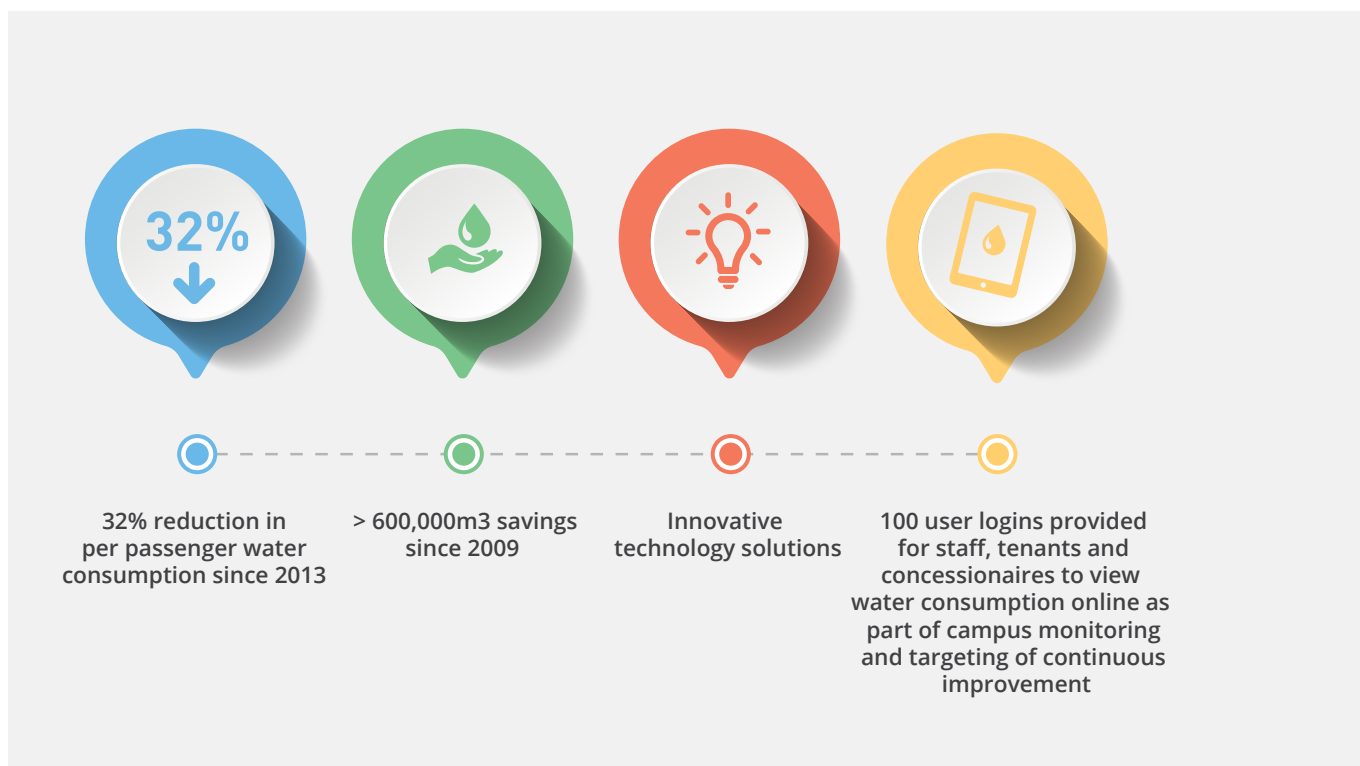 32%
32% reduction in
per passenger water
consumption since 2013
> 600,000m3 savings
since 2009
Innovative
technology solutions
100 user logins provided
for staff, tenants and
concessionaires to view
water consumption online as
part of campus monitoring
and targeting of continuous
improvement